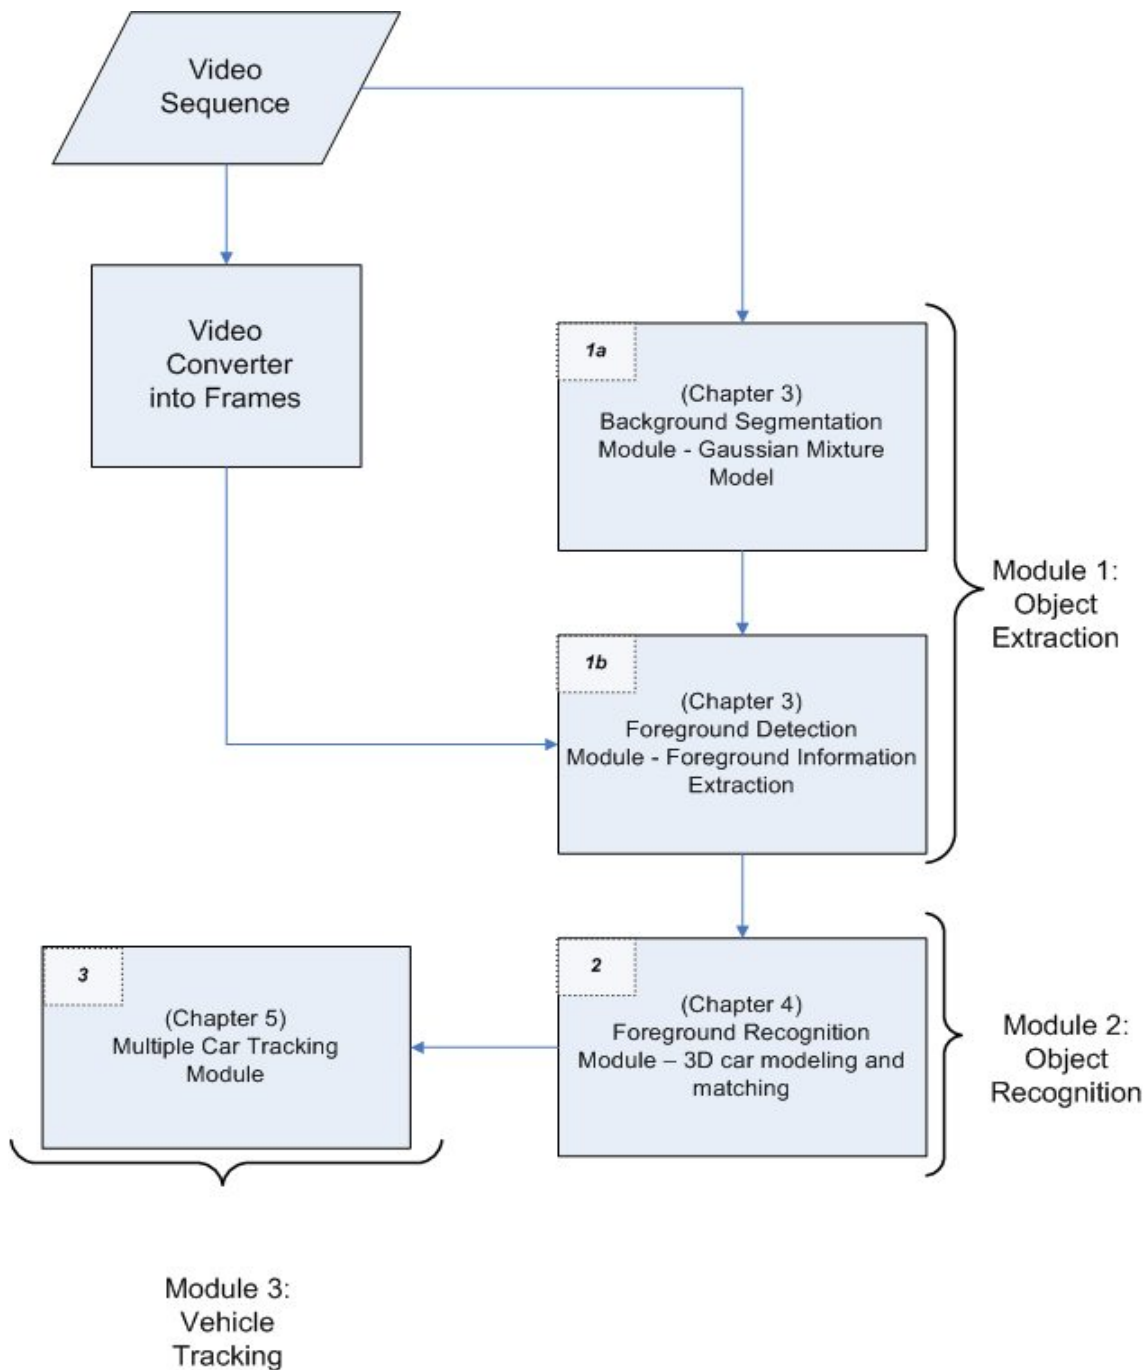 Video
Sequence
Video
Converter
into Frames
1a
(Chapter 3)
Background Segmentation
Module - Gaussian Mixture
Model
Module 1:
Object
Extraction
1b
(Chapter 3)
Foreground Detection
Module - Foreground Information
Extraction
2
(Chapter 4)
Foreground Recognition
Module – 3D car modeling and
matching
Module 2:
Object
Recognition
3
(Chapter 5)
Multiple Car Tracking
Module
Module 3:
Vehicle
Tracking